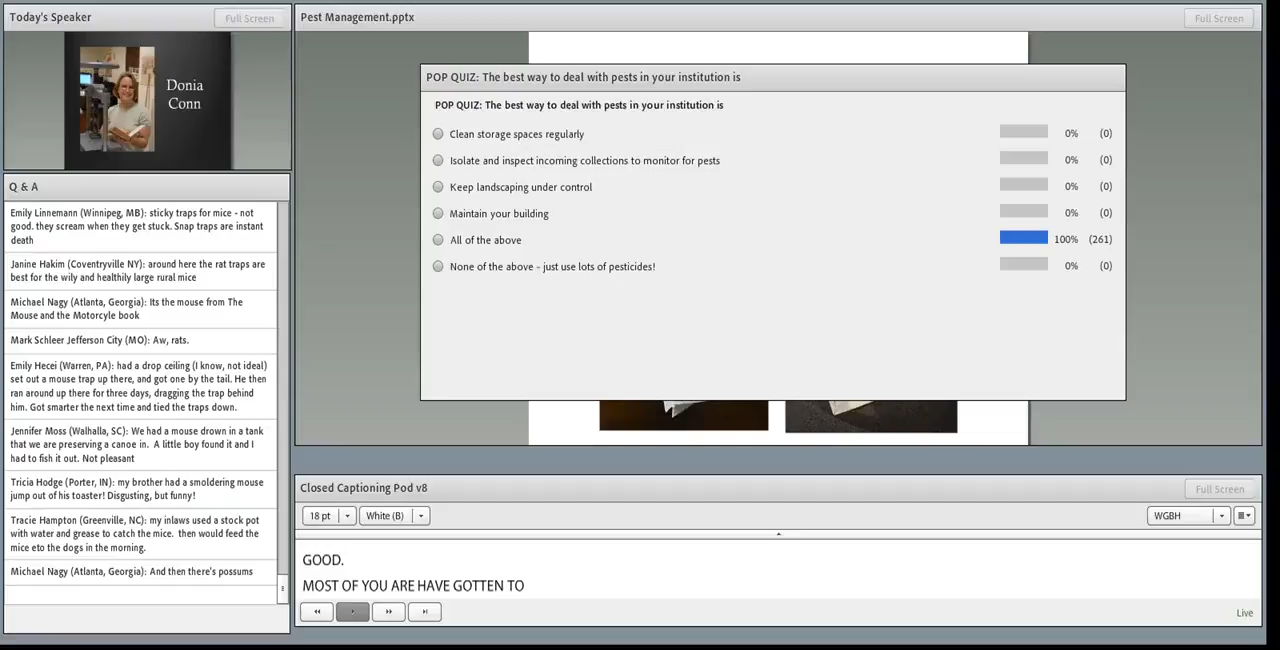 Today's Speaker
Full Screen
Donia
Conn
Q & A
Emily Linnemann (Winnipeg, MB): sticky traps for mice - not
good. they scream when they get stuck. Snap traps are instant
death
Janine Hakim (Coventryville NY): around here the rat traps are
best for the wily and healthily large rural mice
Michael Nagy (Atlanta, Georgia): Its the mouse from The
Mouse and the Motorcyle book
Mark Schleer Jefferson City (MO): Aw, rats.
Emily Hecei (Warren, PA): had a drop ceiling (I know, not ideal)
set out a mouse trap up there, and got one by the tail. He then
ran around up there for three days, dragging the trap behind
him. Got smarter the next time and tied the traps down.
Jennifer Moss (Walhalla, SC): We had a mouse drown in a tank
that we are preserving a canoe in. A little boy found it and I
had to fish it out. Not pleasant
Tricia Hodge (Porter, IN): my brother had a smoldering mouse
jump out of his toaster! Disgusting, but funny!
Tracie Hampton (Greenville, NC): my inlaws used a stock pot
with water and grease to catch the mice. then would feed the
mice eto the dogs in the morning.
Michael Nagy (Atlanta, Georgia): And then there's possums
Pest Management.pptx
Full Screen
POP QUIZ: The best way to deal with pests in your institution is
POP QUIZ: The best way to deal with pests in your institution is
Clean storage spaces regularly 0% (0)
Isolate and inspect incoming collections to monitor for pests 0% (0)
Keep landscaping under control 0% (0)
Maintain your building 0% (0)
All of the above 100% (261)
None of the above - just use lots of pesticides! 0% (0)
Closed Captioning Pod v8
Full Screen
18 pt White (B) WGBH
GOOD.
MOST OF YOU ARE HAVE GOTTEN TO
Live